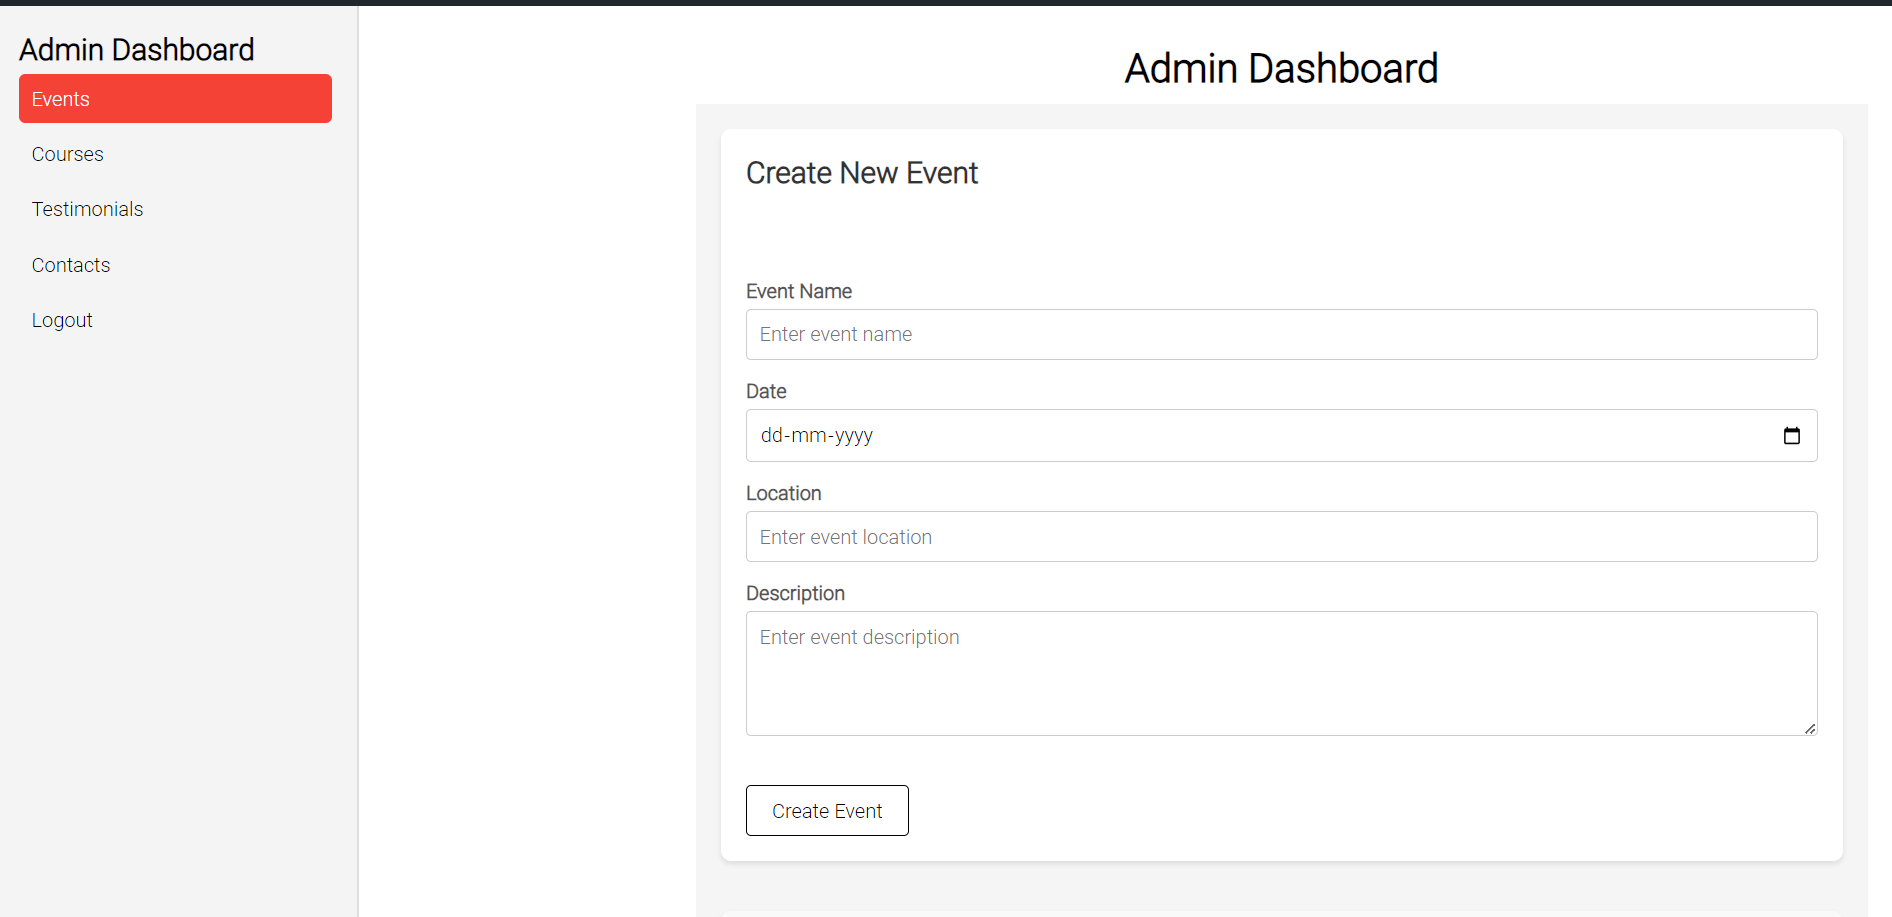 Admin Dashboard
Events
Courses
Testimonials
Contacts
Logout
Admin Dashboard
Create New Event
Event Name
Enter event name
Date
dd-mm-yyyy
Location
Enter event location
Description
Enter event description
Create Event